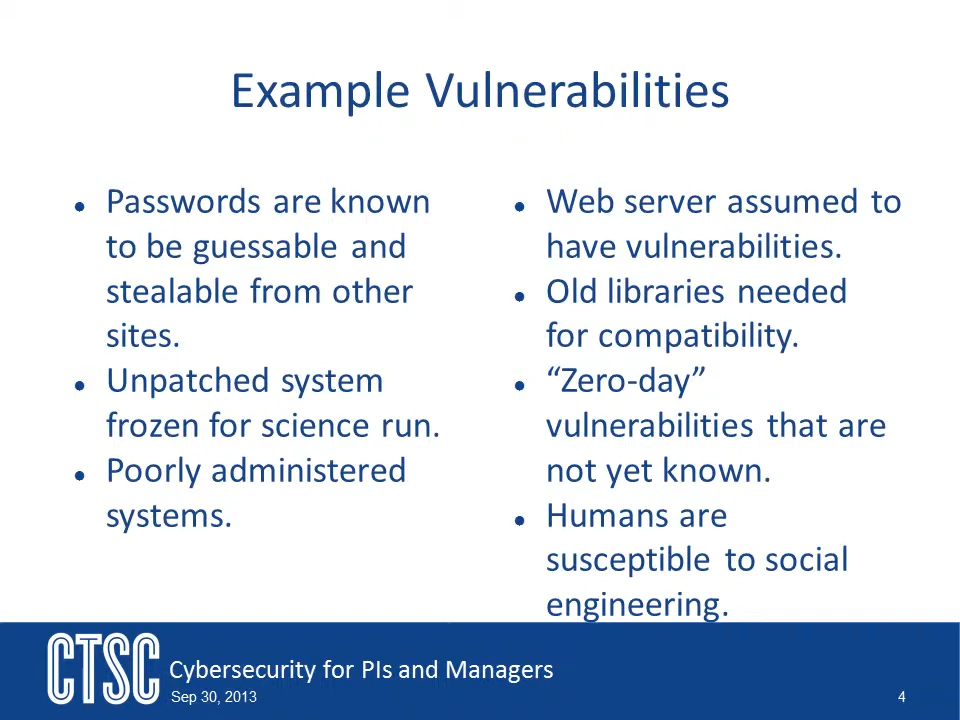 Example Vulnerabilities
● Passwords are known
to be guessable and
stealable from other
sites.
● Unpatched system
frozen for science run.
● Poorly administered
systems.
● Web server assumed to
have vulnerabilities.
● Old libraries needed
for compatibility.
● “Zero-day”
vulnerabilities that are
not yet known.
● Humans are
susceptible to social
engineering.
CTSC
Cybersecurity for PIs and Managers
Sep 30, 2013
4